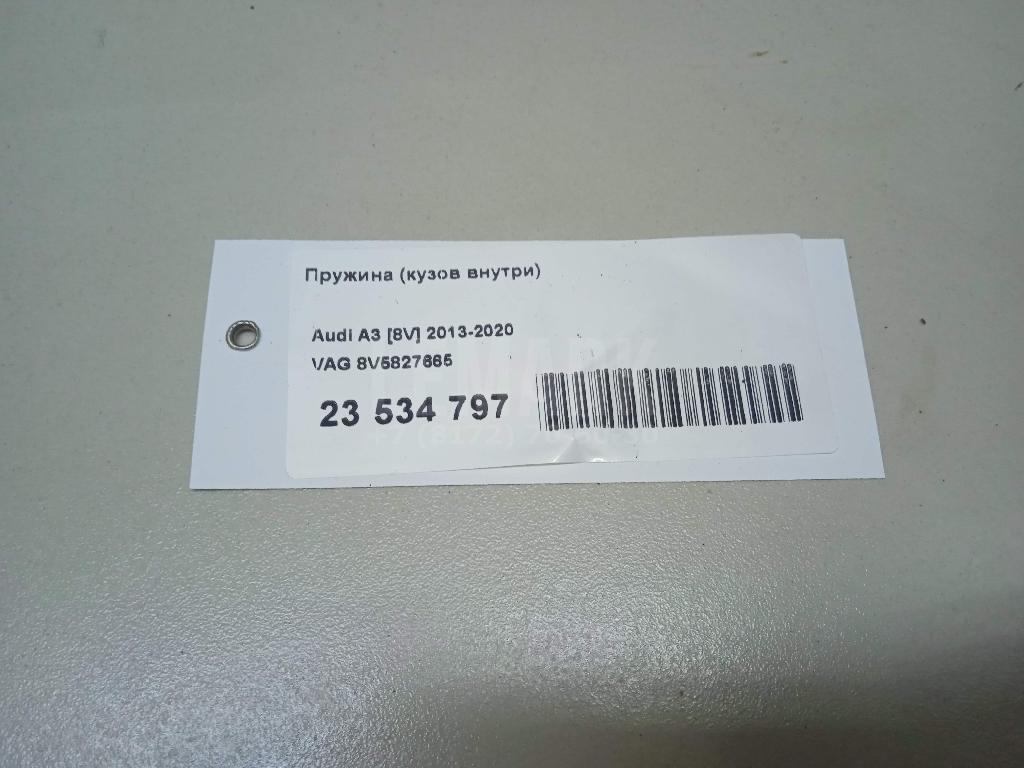 Пружина (кузов внутри)
Audi A3 [8V] 2013-2020
VAG 8V5827665
23 534 797